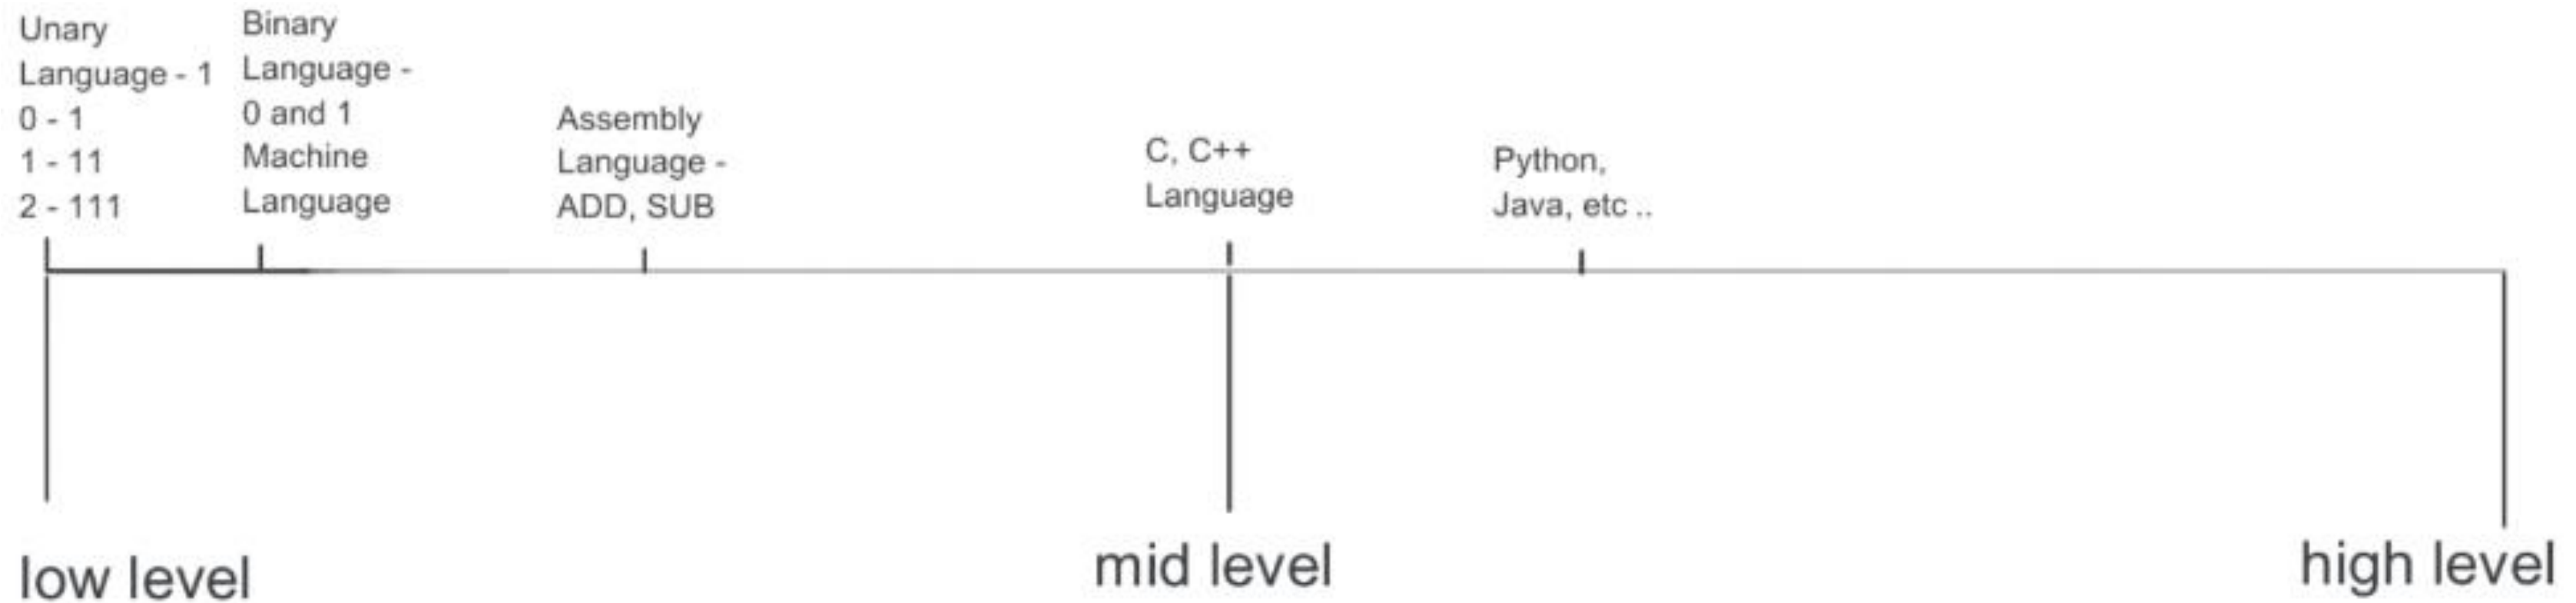 Unary
Language - 1
0 - 1
1 - 11
2 - 111
Binary
Language -
0 and 1
Machine
Language
Assembly
Language -
ADD, SUB
C, C++
Language
Python,
Java, etc ..
low level
mid level
high level